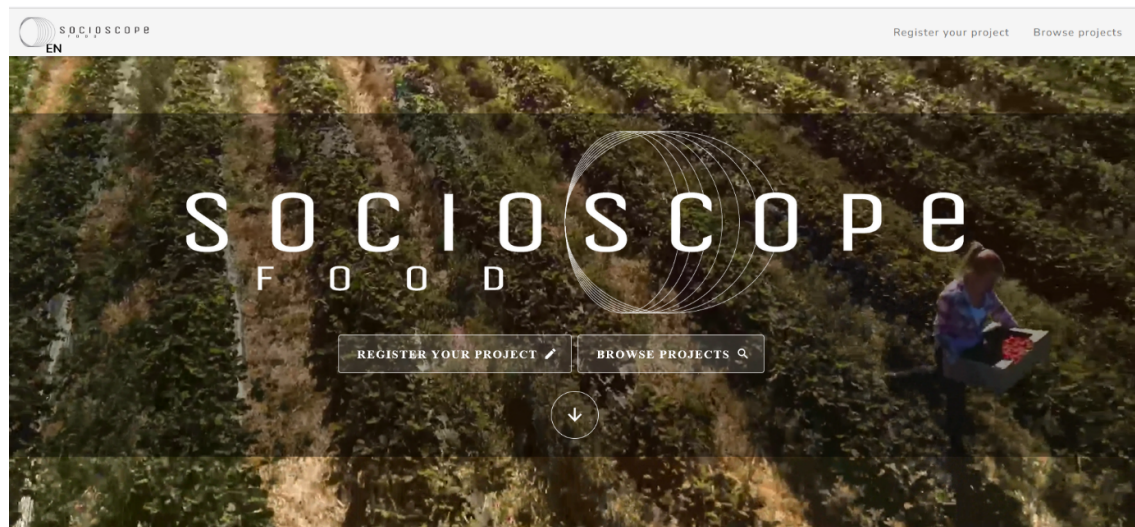 SOCIOSCOPE
FOOD
EN
Register your project Browse projects
SOCIOSCOPE
FOOD
REGISTER YOUR PROJECT
BROWSE PROJECTS